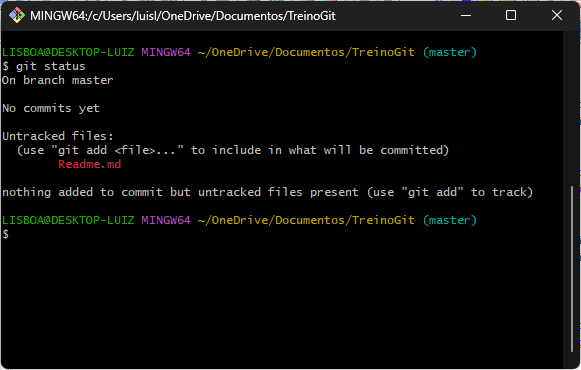 MINGW64:/c/Users/luisl/OneDrive/Documentos/TreinoGit
LISBOA@DESKTOP-LUIZ MINGW64 ~/OneDrive/Documentos/TreinoGit (master)
$ git status
On branch master
No commits yet
Untracked files:
(use "git add <file>..." to include in what will be committed)
Readme.md
nothing added to commit but untracked files present (use "git add" to track)
LISBOA@DESKTOP-LUIZ MINGW64 ~/OneDrive/Documentos/TreinoGit (master)
$